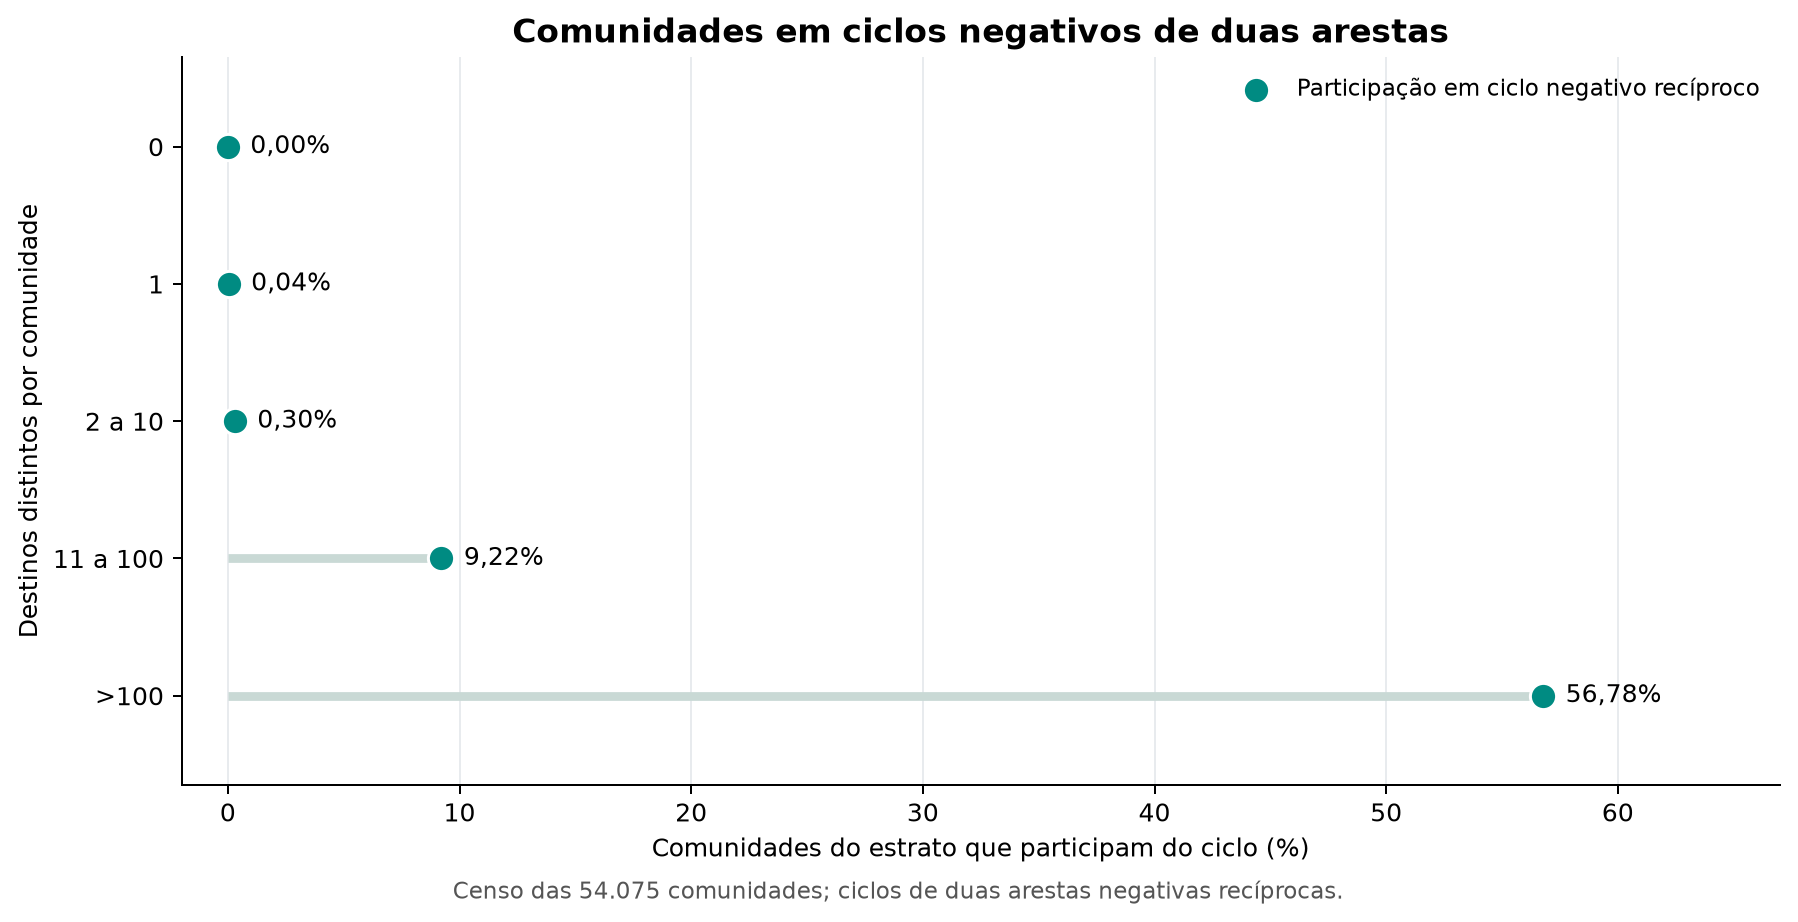 Comunidades em ciclos negativos de duas arestas
Participação em ciclo negativo recíproco
Destinos distintos por comunidade
0 0,00%
1 0,04%
2 a 10 0,30%
11 a 100 9,22%
>100 56,78%
0 10 20 30 40 50 60
Comunidades do estrato que participam do ciclo (%)
Censo das 54.075 comunidades; ciclos de duas arestas negativas recíprocas.